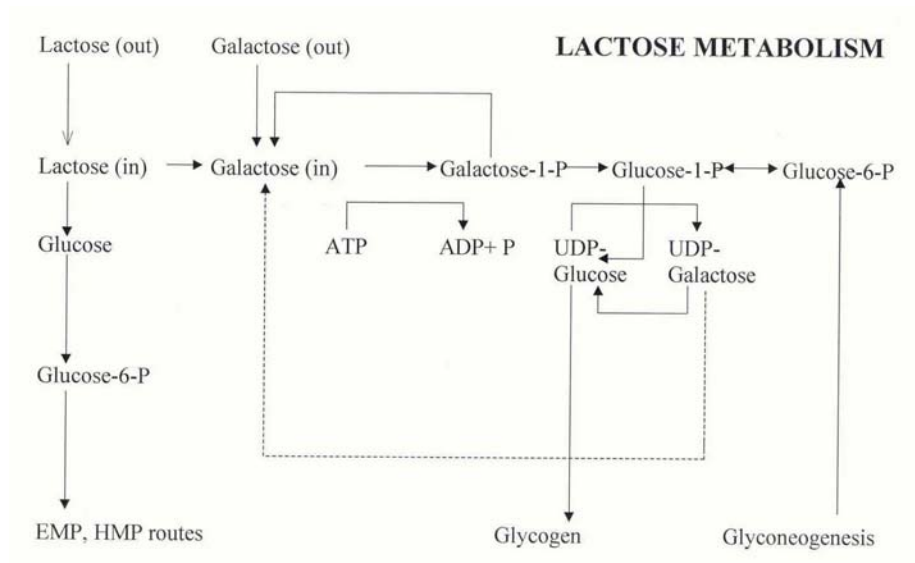 LACTOSE METABOLISM
Lactose (out)
Galactose (out)
Lactose (in)
Galactose (in)
Galactose-1-P
Glucose-1-P
Glucose-6-P
Glucose
ATP
ADP+ P
UDP-
Glucose
UDP-
Galactose
Glucose-6-P
EMP, HMP routes
Glycogen
Glyconeogenesis